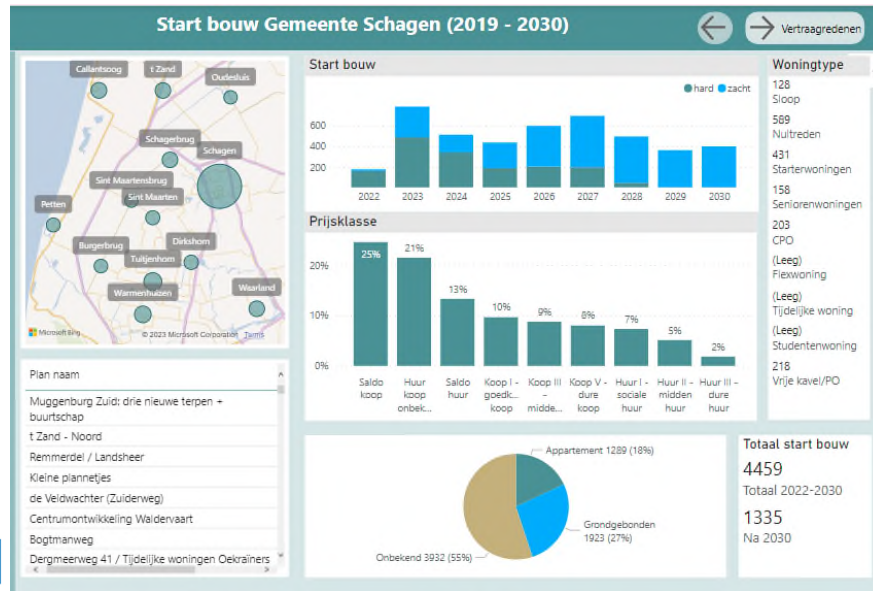 Start bouw Gemeente Schagen (2019 - 2030)
Vertraagredenen
Callantsoog
t Zand
Oudesluis
Schagerbrug
Schagen
Sint Maartensbrug
Sint Maarten
Petten
Burgerbrug
Dirkshorn
Tuitjenhorn
Waarland
Warmenhuizen
Microsoft Bing
© 2023 Microsoft Corporation Terms
Plan naam
Muggenburg Zuid: drie nieuwe terpen +
buurtschap
t Zand - Noord
Remmerdel / Landsheer
Kleine plannetjes
de Veldwachter (Zuiderweg)
Centrumontwikkeling Waldervaart
Bogtmanweg
Dergmeerweg 41 / Tijdelijke woningen Oekraïners
Start bouw
hard zacht
600
400
200
2022 2023 2024 2025 2026 2027 2028 2029 2030
Prijsklasse
20%
10%
0%
25% 21% 13% 10% 9% 8% 7% 5% 2%
Saldo koop
Huur koop onbek...
Saldo huur
Koop I - goedk... koop
Koop III - midde...
Koop V - dure koop
Huur I - sociale huur
Huur II - midden huur
Huur III - dure huur
Appartement 1289 (18%)
Grondgebonden
1923 (27%)
Onbekend 3932 (55%)
Woningtype
128
Sloop
589
Nultreden
431
Starterwoningen
158
Seniorenwoningen
203
CPO
(Leeg)
Flexwoning
(Leeg)
Tijdelijke woning
(Leeg)
Studentenwoning
218
Vrije kavel/PO
Totaal start bouw
4459
Totaal 2022-2030
1335
Na 2030